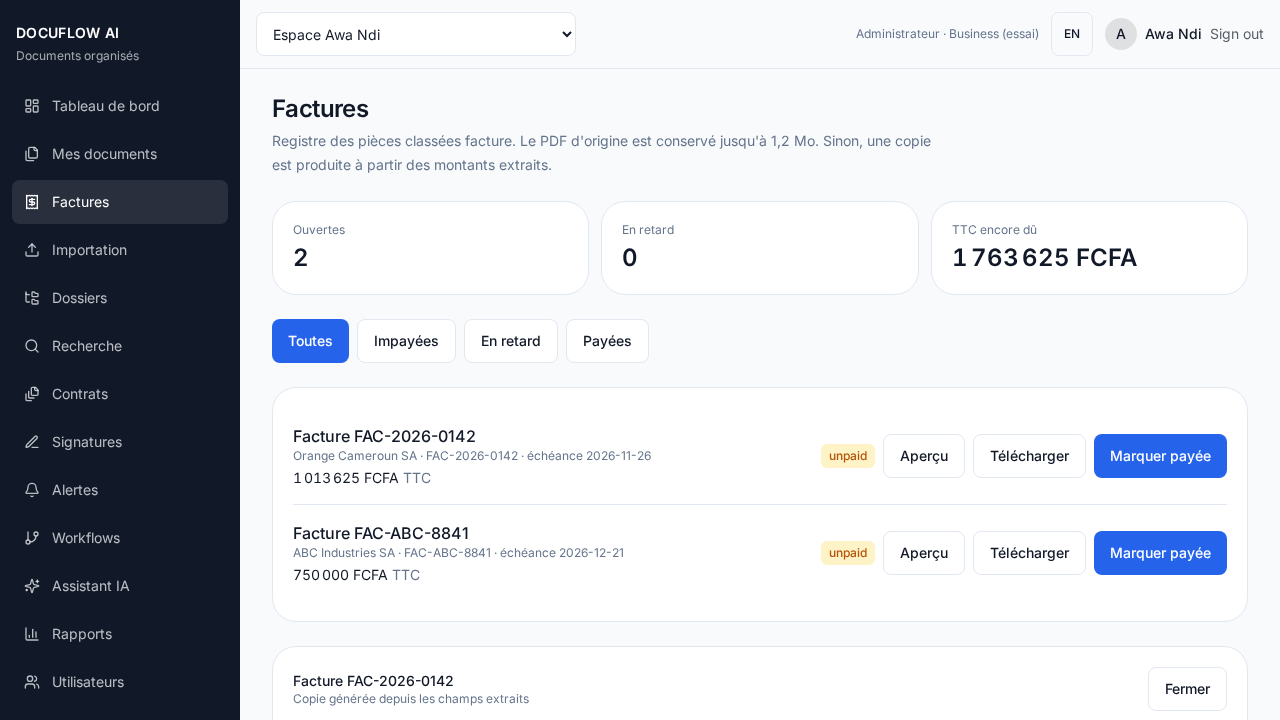 DOCUFLOW AI
Documents organisés
Tableau de bord
Mes documents
Factures
Importation
Dossiers
Recherche
Contrats
Signatures
Alertes
Workflows
Assistant IA
Rapports
Utilisateurs
Espace Awa Ndi
Administrateur · Business (essai)
EN
A
Awa Ndi
Sign out
Factures
Registre des pièces classées facture. Le PDF d'origine est conservé jusqu'à 1,2 Mo. Sinon, une copie
est produite à partir des montants extraits.
Ouvertes
2
En retard
0
TTC encore dû
1 763 625 FCFA
Toutes
Impayées
En retard
Payées
Facture FAC-2026-0142
Orange Cameroun SA · FAC-2026-0142 · échéance 2026-11-26
1 013 625 FCFA TTC
unpaid
Aperçu
Télécharger
Marquer payée
Facture FAC-ABC-8841
ABC Industries SA · FAC-ABC-8841 · échéance 2026-12-21
750 000 FCFA TTC
unpaid
Aperçu
Télécharger
Marquer payée
Facture FAC-2026-0142
Copie générée depuis les champs extraits
Fermer